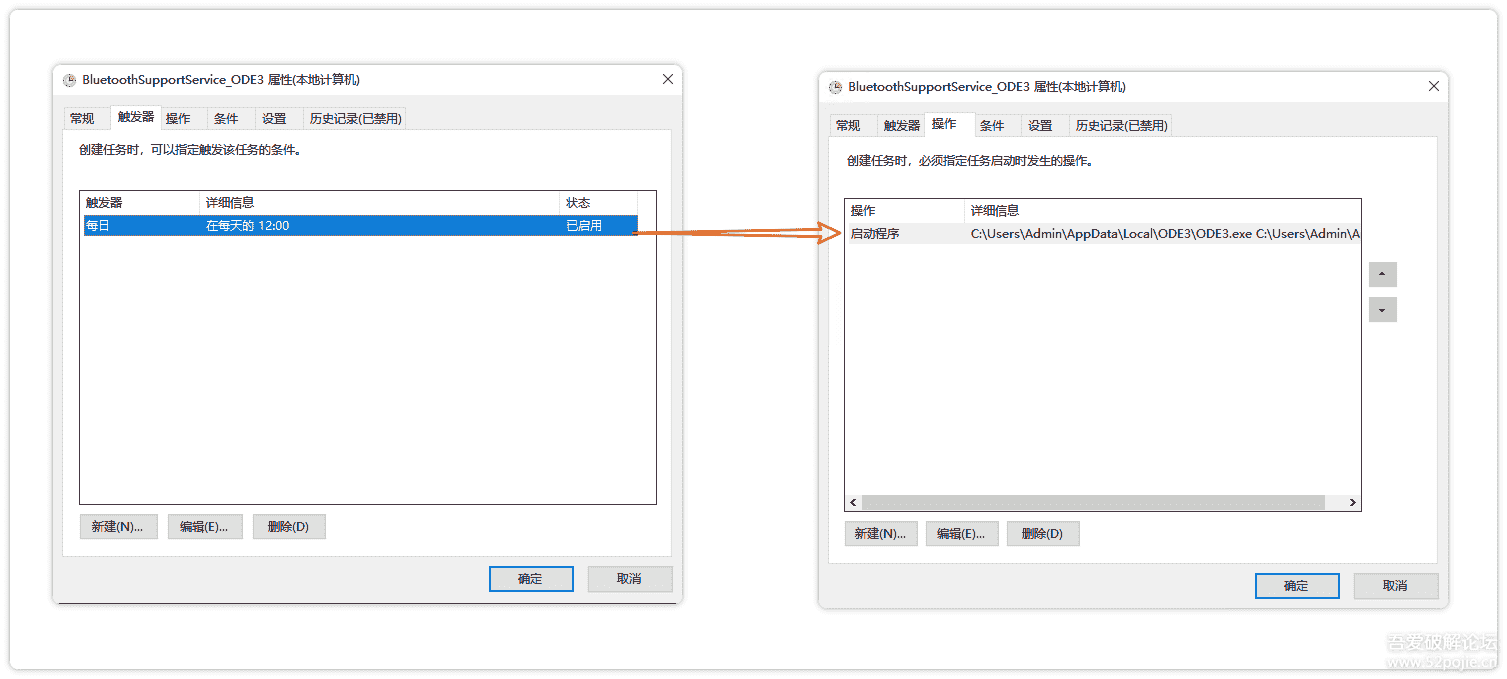 BluetoothSupportService_ODE3 属性(本地计算机)
常规 触发器 操作 条件 设置 历史记录(已禁用)
创建任务时，可以指定触发该任务的条件。
触发器 详细信息 状态
每日 在每天的 12:00 已启用
新建(N)... 编辑(E)... 删除(D)
确定 取消
BluetoothSupportService_ODE3 属性(本地计算机)
常规 触发器 操作 条件 设置 历史记录(已禁用)
创建任务时，必须指定任务启动时发生的操作。
操作 详细信息
启动程序 C:\Users\Admin\AppData\Local\ODE3\ODE3.exe C:\Users\Admin\A
新建(N)... 编辑(E)... 删除(D)
确定 取消
吾爱破解论坛
www.52pojie.cn